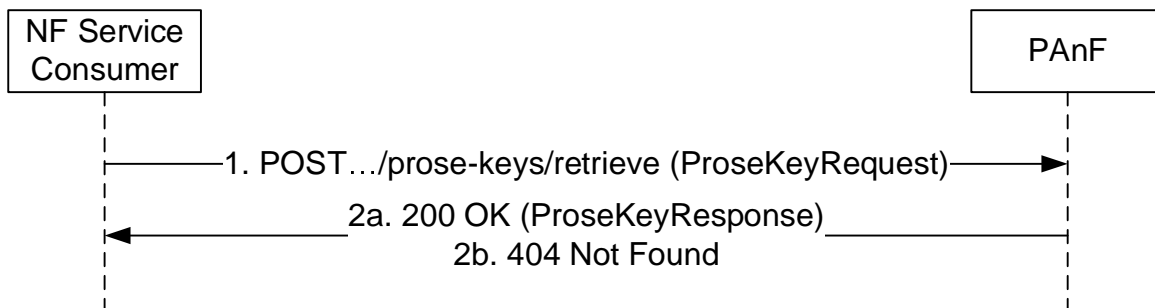 NF Service
Consumer
PAnF
1. POST…/prose-keys/retrieve (ProseKeyRequest)
2a. 200 OK (ProseKeyResponse)
2b. 404 Not Found